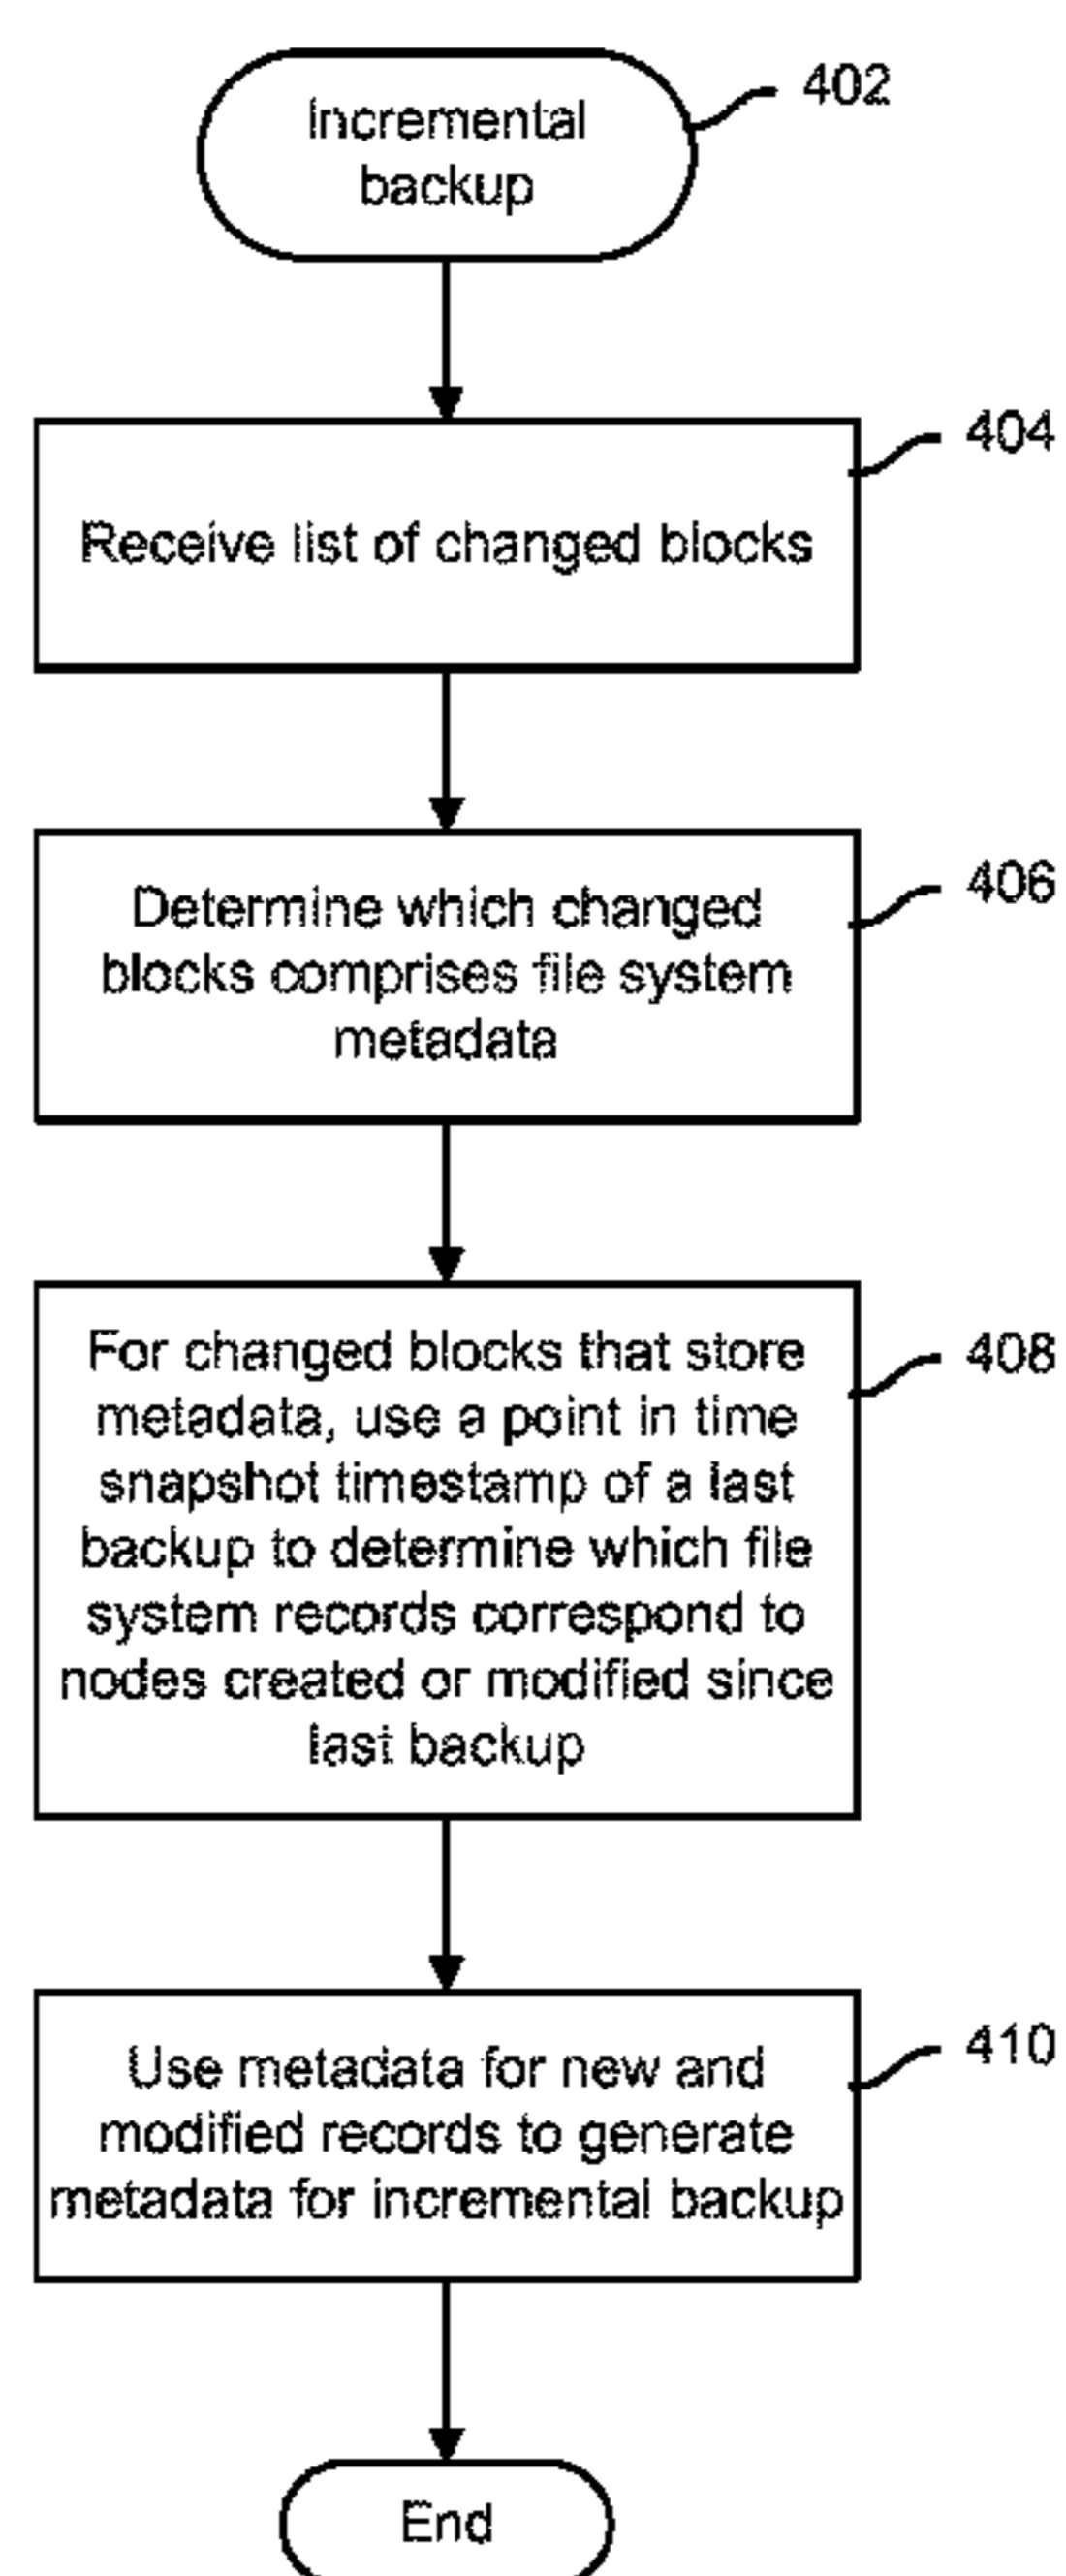 Incremental
backup
402
404
Receive list of changed blocks
406
Determine which changed
blocks comprises file system
metadata
408
For changed blocks that store
metadata, use a point in time
snapshot timestamp of a last
backup to determine which file
system records correspond to
nodes created or modified since
last backup
410
Use metadata for new and
modified records to generate
metadata for incremental backup
End